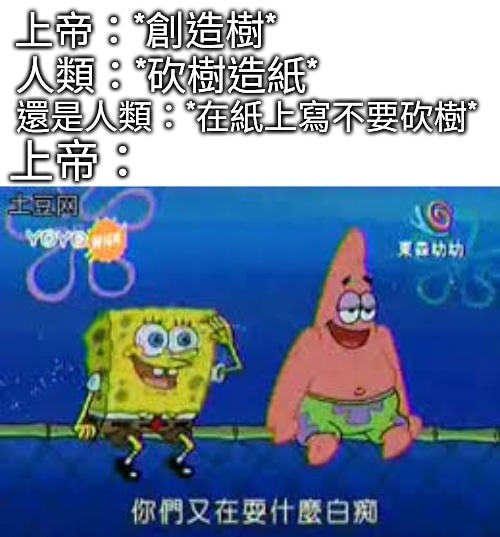 上帝：*創造樹*
人類：*砍樹造紙*
還是人類：*在紙上寫不要砍樹*
上帝：
土豆网
YOYO
東森幼幼
你們又在耍什麼白痴